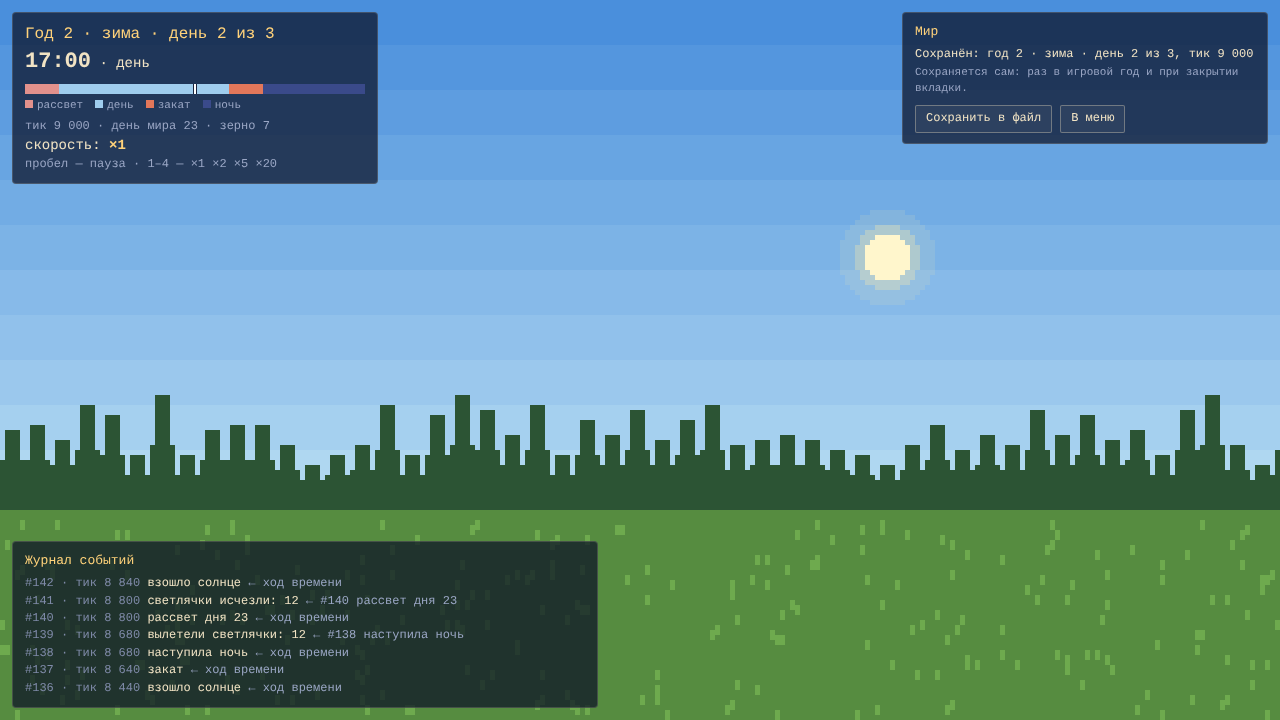 Год 2 · зима · день 2 из 3
17:00 · день
рассвет день закат ночь
тик 9 000 · день мира 23 · зерно 7
скорость: ×1
пробел — пауза · 1–4 — ×1 ×2 ×5 ×20
Мир
Сохранён: год 2 · зима · день 2 из 3, тик 9 000
Сохраняется сам: раз в игровой год и при закрытии
вкладки.
Сохранить в файл В меню
Журнал событий
#142 · тик 8 840 взошло солнце ← ход времени
#141 · тик 8 800 светлячки исчезли: 12 ← #140 рассвет дня 23
#140 · тик 8 800 рассвет дня 23 ← ход времени
#139 · тик 8 680 вылетели светлячки: 12 ← #138 наступила ночь
#138 · тик 8 680 наступила ночь ← ход времени
#137 · тик 8 640 закат ← ход времени
#136 · тик 8 440 взошло солнце ← ход времени